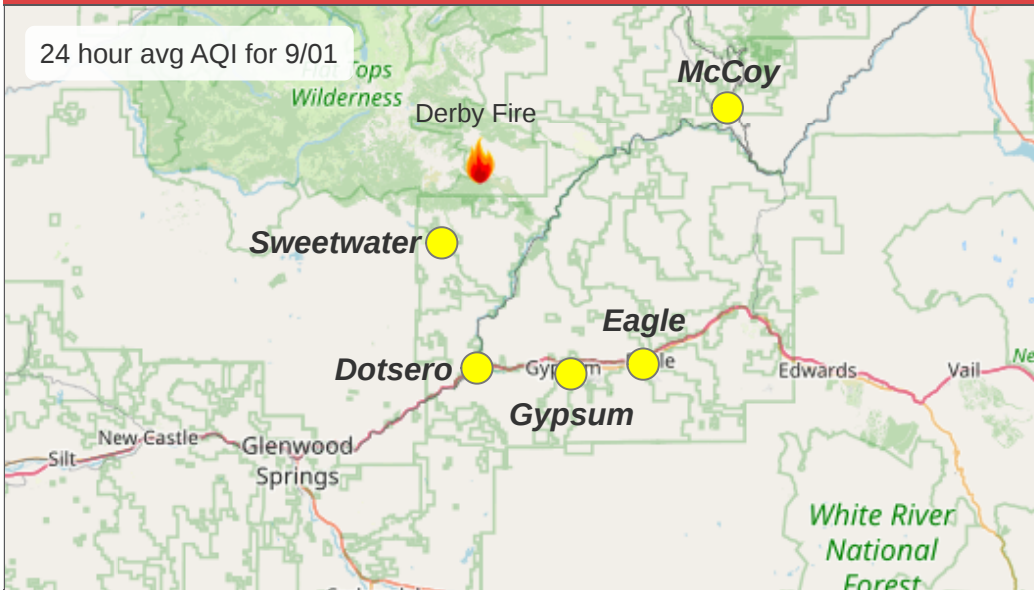 24 hour avg AQI for 9/01
Flat Tops
Wilderness
McCoy
Derby Fire
Sweetwater
Eagle
Dotsero
Edwards
Vail
Gypsum
New Castle
Glenwood
Springs
Silt
White River
National
Forest